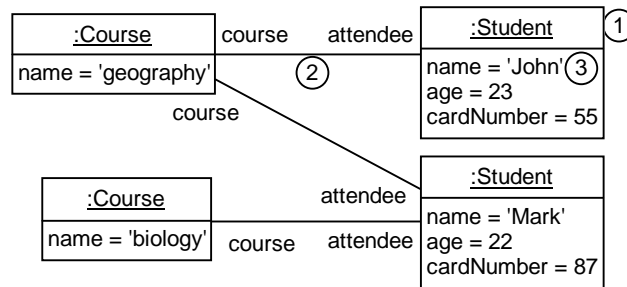 :Course
name = 'geography'
course
attendee
2
:Student
1
name = 'John'
3
age = 23
cardNumber = 55
course
attendee
:Course
name = 'biology'
course
attendee
:Student
name = 'Mark'
age = 22
cardNumber = 87